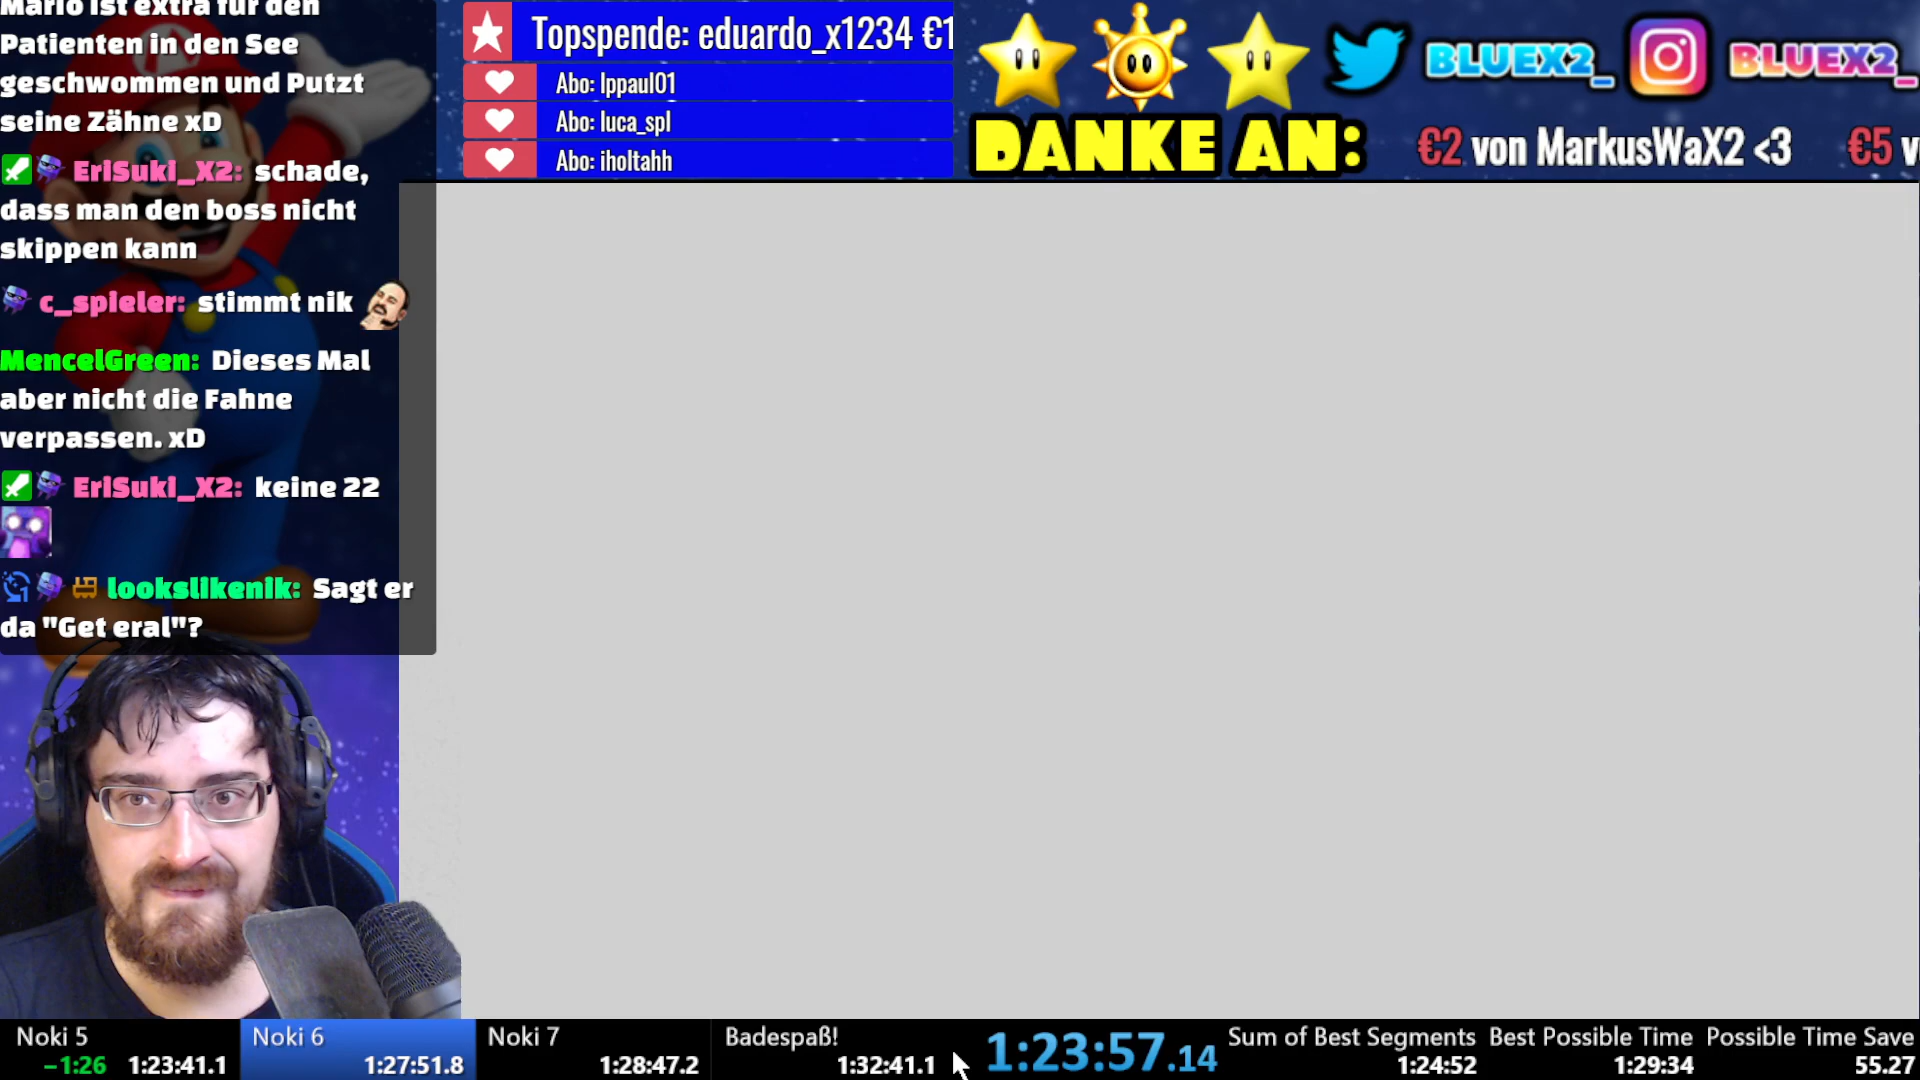 Mario ist extra für den
Patienten in den See
geschwommen und Putzt
seine Zähne xD
EriSuki_X2: schade,
dass man den boss nicht
skippen kann
c_spieler: stimmt nik
MencelGreen: Dieses Mal
aber nicht die Fahne
verpassen. xD
EriSuki_X2: keine 22
lookslikenik: Sagt er
da "Get eral"?
Topspende: eduardo_x1234 €1
Abo: lppaul01
Abo: luca_spl
Abo: iholtahh
BLUEX2_
BLUEX2_
DANKE AN:
€2 von MarkusWaX2 <3
€5 v
Noki 5
−1:26 1:23:41.1
Noki 6
1:27:51.8
Noki 7
1:28:47.2
Badespaß!
1:32:41.1
1:23:57.14
Sum of Best Segments
1:24:52
Best Possible Time
1:29:34
Possible Time Save
55.27